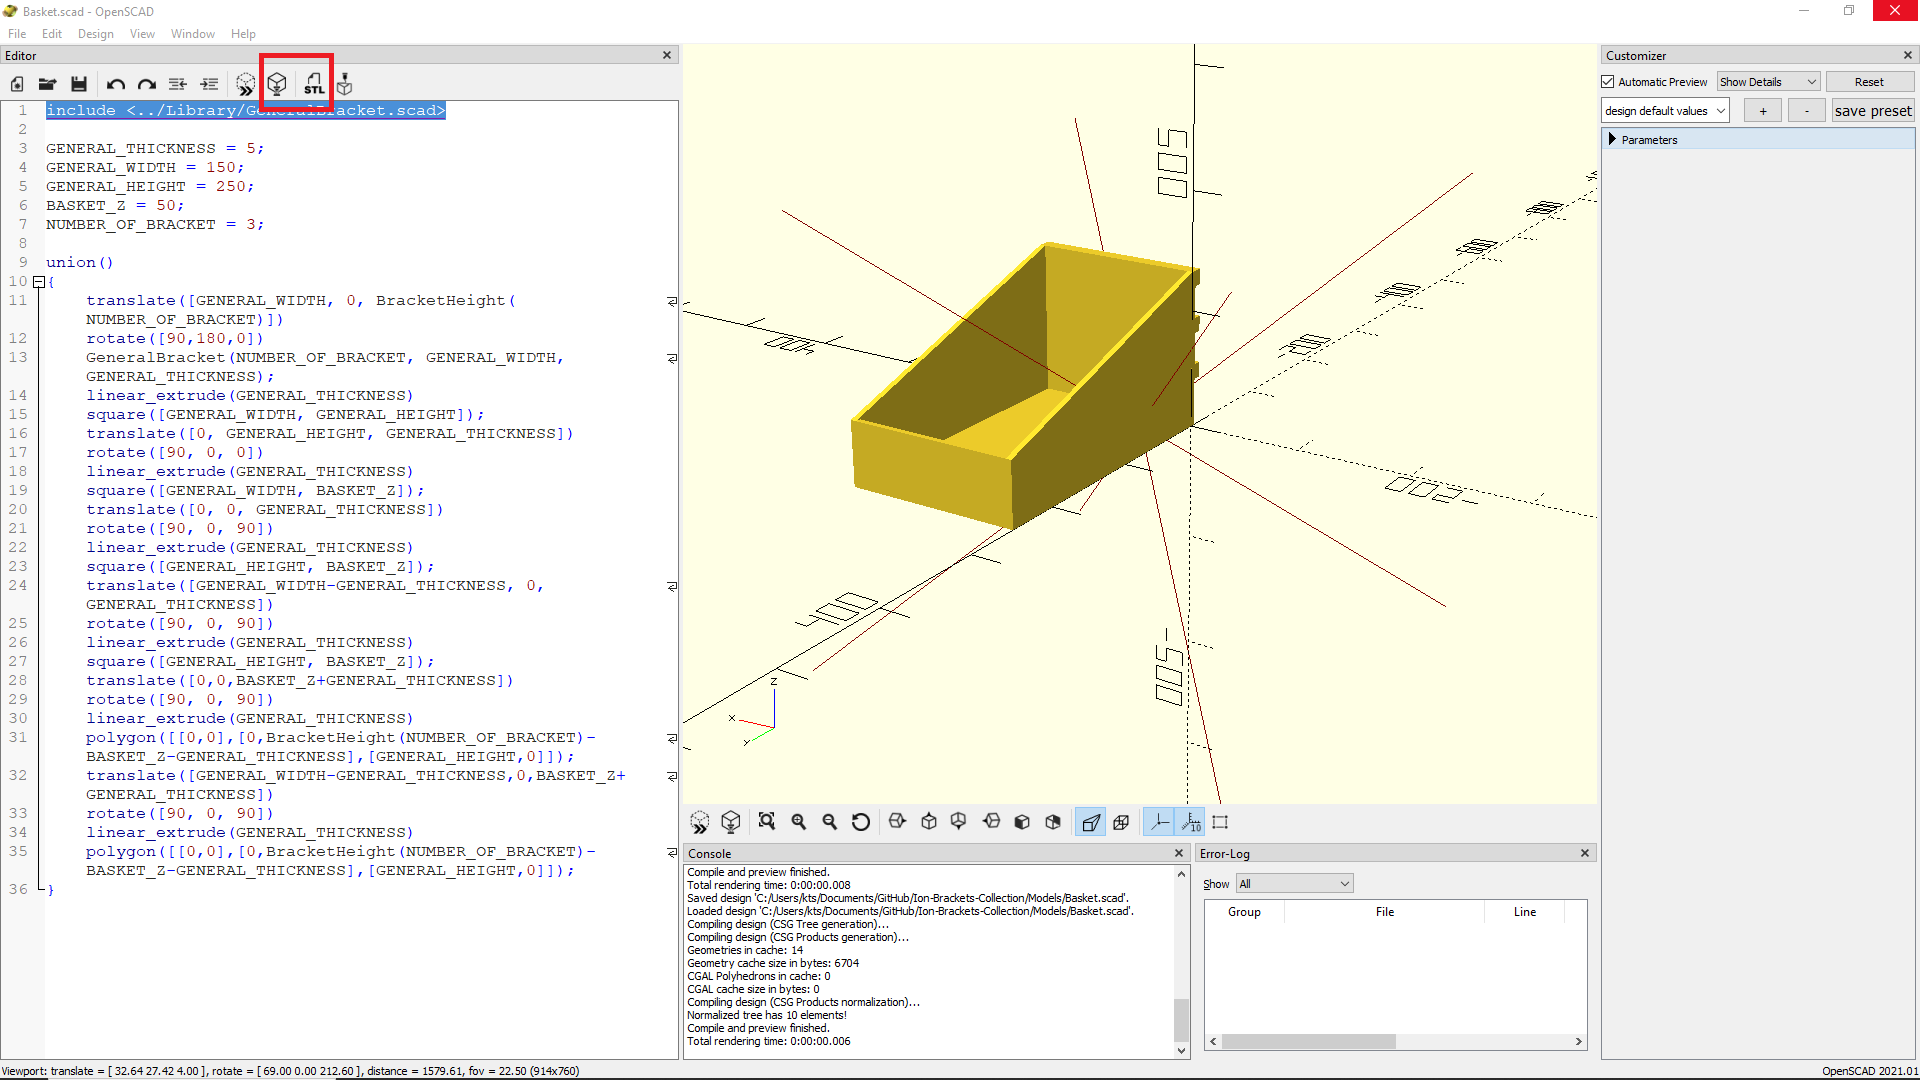 Basket.scad - OpenSCAD
File Edit Design View Window Help
Editor
STL
1 include <../Library/GeneralBracket.scad>
2
3 GENERAL_THICKNESS = 5;
4 GENERAL_WIDTH = 150;
5 GENERAL_HEIGHT = 250;
6 BASKET_Z = 50;
7 NUMBER_OF_BRACKET = 3;
8
9 union()
10 {
11 translate([GENERAL_WIDTH, 0, BracketHeight(
NUMBER_OF_BRACKET)])
12 rotate([90,180,0])
13 GeneralBracket(NUMBER_OF_BRACKET, GENERAL_WIDTH,
GENERAL_THICKNESS);
14 linear_extrude(GENERAL_THICKNESS)
15 square([GENERAL_WIDTH, GENERAL_HEIGHT]);
16 translate([0, GENERAL_HEIGHT, GENERAL_THICKNESS])
17 rotate([90, 0, 0])
18 linear_extrude(GENERAL_THICKNESS)
19 square([GENERAL_WIDTH, BASKET_Z]);
20 translate([0, 0, GENERAL_THICKNESS])
21 rotate([90, 0, 90])
22 linear_extrude(GENERAL_THICKNESS)
23 square([GENERAL_HEIGHT, BASKET_Z]);
24 translate([GENERAL_WIDTH-GENERAL_THICKNESS, 0,
GENERAL_THICKNESS])
25 rotate([90, 0, 90])
26 linear_extrude(GENERAL_THICKNESS)
27 square([GENERAL_HEIGHT, BASKET_Z]);
28 translate([0,0,BASKET_Z+GENERAL_THICKNESS])
29 rotate([90, 0, 90])
30 linear_extrude(GENERAL_THICKNESS)
31 polygon([[0,0],[0,BracketHeight(NUMBER_OF_BRACKET)-
BASKET_Z-GENERAL_THICKNESS],[GENERAL_HEIGHT,0]]);
32 translate([GENERAL_WIDTH-GENERAL_THICKNESS,0,BASKET_Z+
GENERAL_THICKNESS])
33 rotate([90, 0, 90])
34 linear_extrude(GENERAL_THICKNESS)
35 polygon([[0,0],[0,BracketHeight(NUMBER_OF_BRACKET)-
BASKET_Z-GENERAL_THICKNESS],[GENERAL_HEIGHT,0]]);
36 }
500
-500
z
x
y
10
Console
Compile and preview finished.
Total rendering time: 0:00:00.008
Saved design 'C:/Users/kts/Documents/GitHub/Ion-Brackets-Collection/Models/Basket.scad'.
Loaded design 'C:/Users/kts/Documents/GitHub/Ion-Brackets-Collection/Models/Basket.scad'.
Compiling design (CSG Tree generation)...
Compiling design (CSG Products generation)...
Geometries in cache: 14
Geometry cache size in bytes: 6704
CGAL Polyhedrons in cache: 0
CGAL cache size in bytes: 0
Compiling design (CSG Products normalization)...
Normalized tree has 10 elements!
Compile and preview finished.
Total rendering time: 0:00:00.006
Error-Log
Show All
Group File Line
Customizer
Automatic Preview Show Details Reset
design default values + - save preset
Parameters
Viewport: translate = [ 32.64 27.42 4.00 ], rotate = [ 69.00 0.00 212.60 ], distance = 1579.61, fov = 22.50 (914x760)
OpenSCAD 2021.01